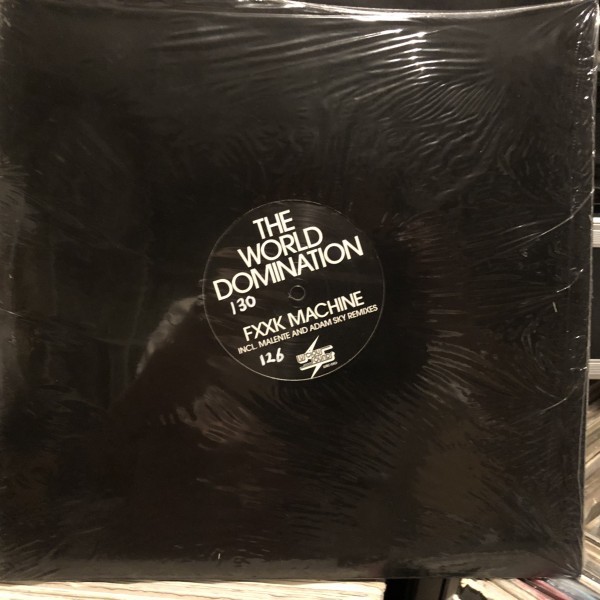 THE
WORLD
DOMINATION
130
FXXK MACHINE
INCL. MALENTE AND ADAM SKY REMIXES
126